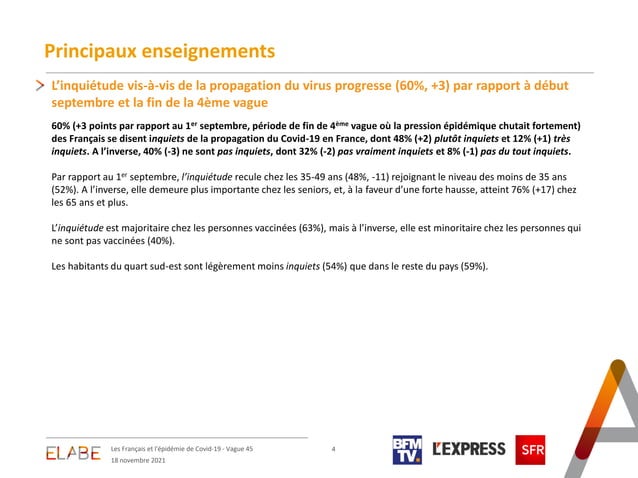 Principaux enseignements
L’inquiétude vis-à-vis de la propagation du virus progresse (60%, +3) par rapport à début
septembre et la fin de la 4ème vague
60% (+3 points par rapport au 1er septembre, période de fin de 4ème vague où la pression épidémique chutait fortement)
des Français se disent inquiets de la propagation du Covid-19 en France, dont 48% (+2) plutôt inquiets et 12% (+1) très
inquiets. A l’inverse, 40% (-3) ne sont pas inquiets, dont 32% (-2) pas vraiment inquiets et 8% (-1) pas du tout inquiets.
Par rapport au 1er septembre, l’inquiétude recule chez les 35-49 ans (48%, -11) rejoignant le niveau des moins de 35 ans
(52%). A l’inverse, elle demeure plus importante chez les seniors, et, à la faveur d’une forte hausse, atteint 76% (+17) chez
les 65 ans et plus.
L’inquiétude est majoritaire chez les personnes vaccinées (63%), mais à l’inverse, elle est minoritaire chez les personnes qui
ne sont pas vaccinées (40%).
Les habitants du quart sud-est sont légèrement moins inquiets (54%) que dans le reste du pays (59%).
ELABE
Les Français et l'épidémie de Covid-19 - Vague 45
18 novembre 2021
4
BFM
TV.
L'EXPRESS
SFR